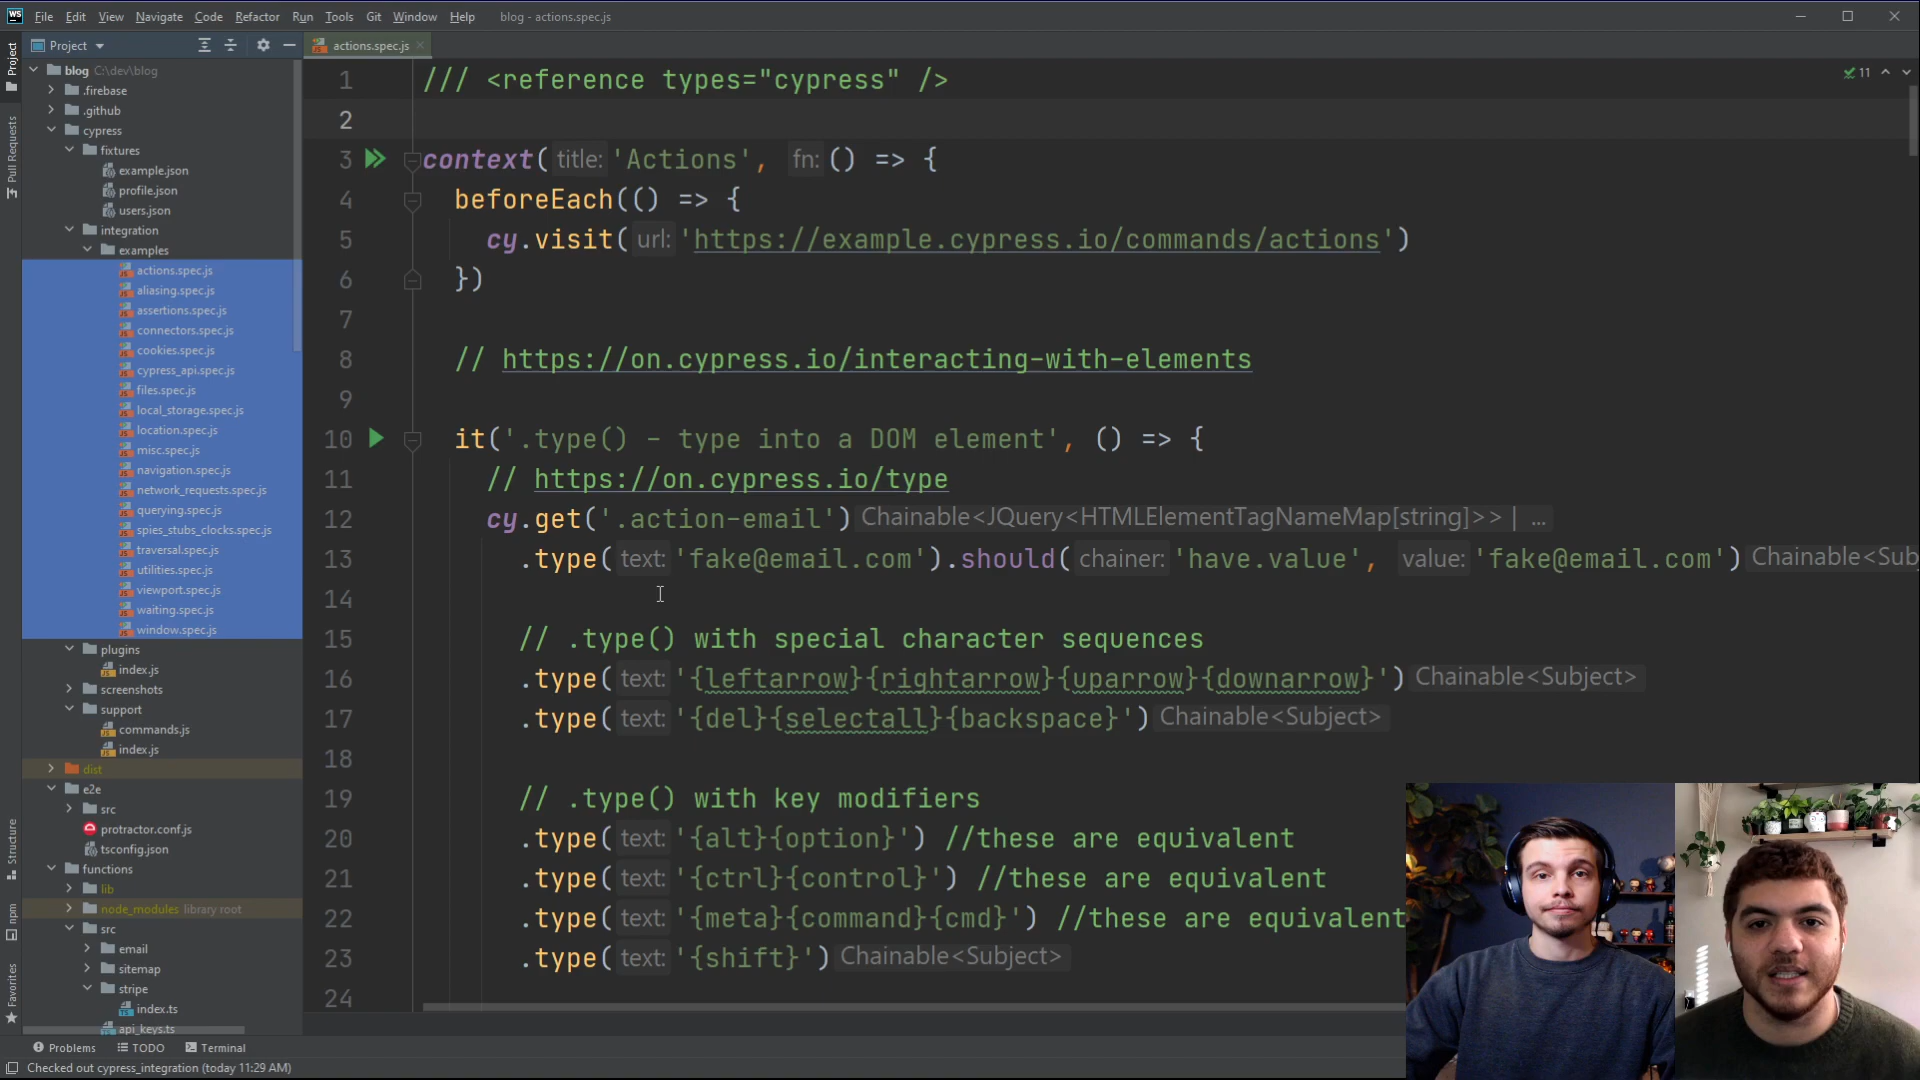 WS File Edit View Navigate Code Refactor Run Tools Git Window Help blog - actions.spec.js
Project
actions.spec.js
Project
Pull Requests
Structure
npm
Favorites
blog C:\dev\blog
.firebase
.github
cypress
fixtures
example.json
profile.json
users.json
integration
examples
actions.spec.js
aliasing.spec.js
assertions.spec.js
connectors.spec.js
cookies.spec.js
cypress_api.spec.js
files.spec.js
local_storage.spec.js
location.spec.js
misc.spec.js
navigation.spec.js
network_requests.spec.js
querying.spec.js
spies_stubs_clocks.spec.js
traversal.spec.js
utilities.spec.js
viewport.spec.js
waiting.spec.js
window.spec.js
plugins
index.js
screenshots
support
commands.js
index.js
dist
e2e
src
protractor.conf.js
tsconfig.json
functions
lib
node_modules library root
src
email
sitemap
stripe
index.ts
api_keys.ts
11
1 /// <reference types="cypress" />
2
3 context( title: 'Actions', fn: () => {
4 beforeEach(() => {
5 cy.visit( url: 'https://example.cypress.io/commands/actions')
6 })
7
8 // https://on.cypress.io/interacting-with-elements
9
10 it('.type() - type into a DOM element', () => {
11 // https://on.cypress.io/type
12 cy.get('.action-email') Chainable<JQuery<HTMLElementTagNameMap[string]>> | ...
13 .type( text: 'fake@email.com').should( chainer: 'have.value', value: 'fake@email.com') Chainable<Sub
14
15 // .type() with special character sequences
16 .type( text: '{leftarrow}{rightarrow}{uparrow}{downarrow}') Chainable<Subject>
17 .type( text: '{del}{selectall}{backspace}') Chainable<Subject>
18
19 // .type() with key modifiers
20 .type( text: '{alt}{option}') //these are equivalent
21 .type( text: '{ctrl}{control}') //these are equivalent
22 .type( text: '{meta}{command}{cmd}') //these are equivalent
23 .type( text: '{shift}') Chainable<Subject>
24
Problems TODO Terminal
Checked out cypress_integration (today 11:29 AM)